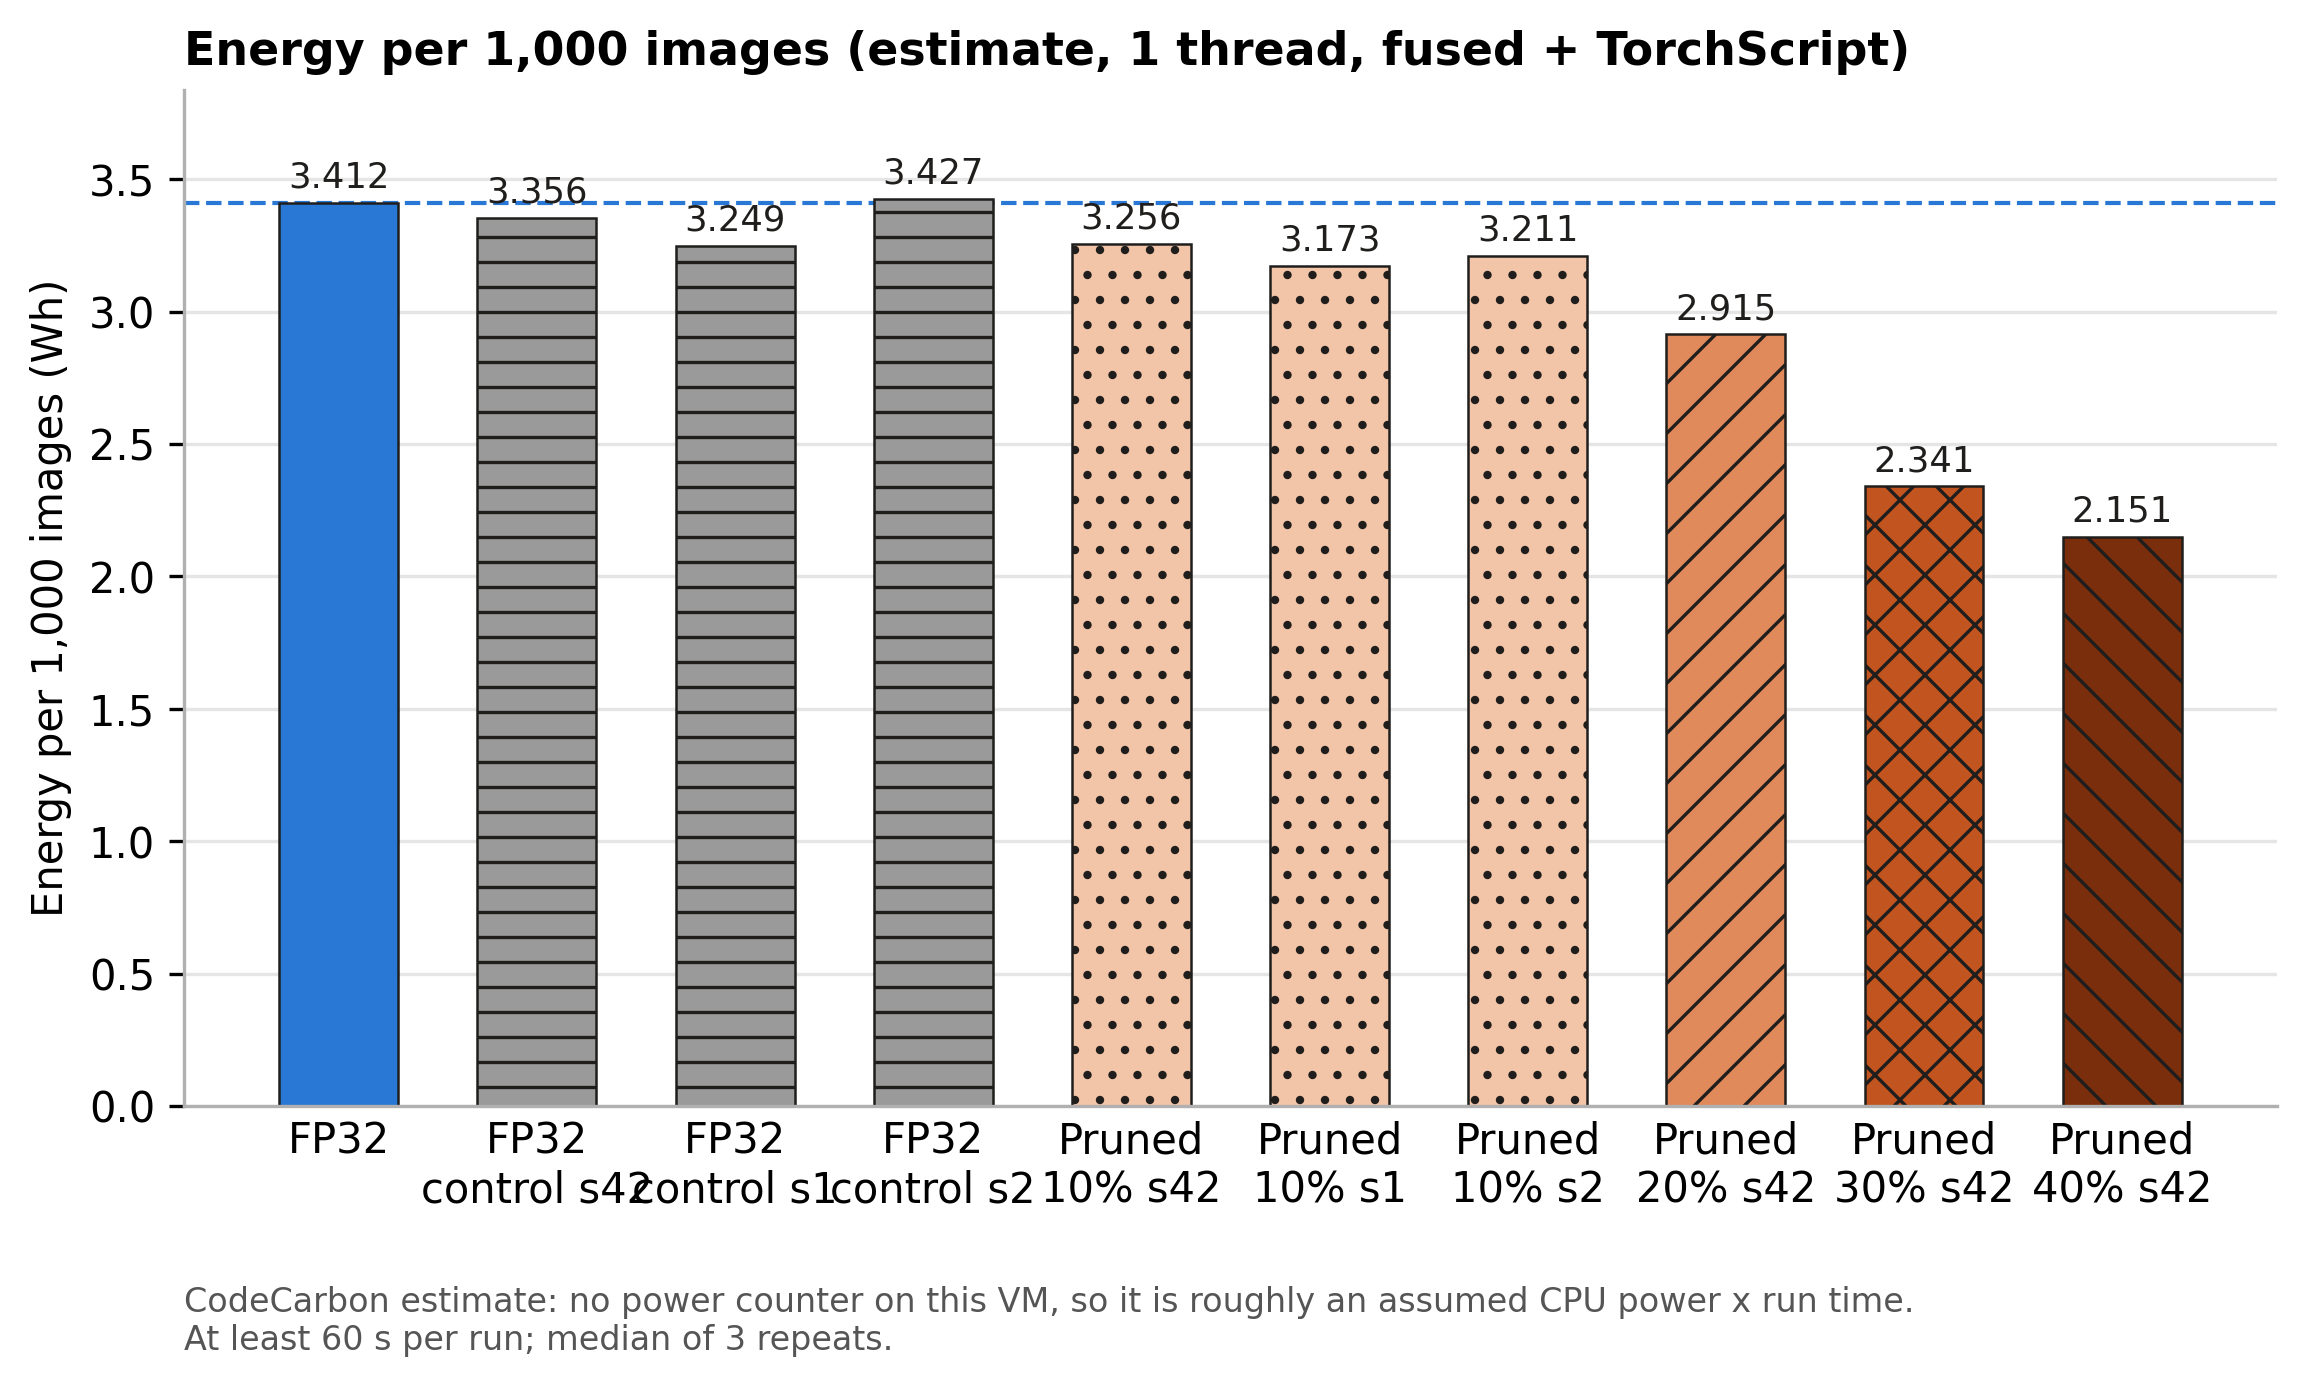 Energy per 1,000 images (estimate, 1 thread, fused + TorchScript)
Energy per 1,000 images (Wh)
3.5
3.0
2.5
2.0
1.5
1.0
0.5
0.0
3.412
3.356
3.249
3.427
3.256
3.173
3.211
2.915
2.341
2.151
FP32
FP32
control s42
FP32
control s1
FP32
control s2
Pruned
10% s42
Pruned
10% s1
Pruned
10% s2
Pruned
20% s42
Pruned
30% s42
Pruned
40% s42
CodeCarbon estimate: no power counter on this VM, so it is roughly an assumed CPU power x run time.
At least 60 s per run; median of 3 repeats.